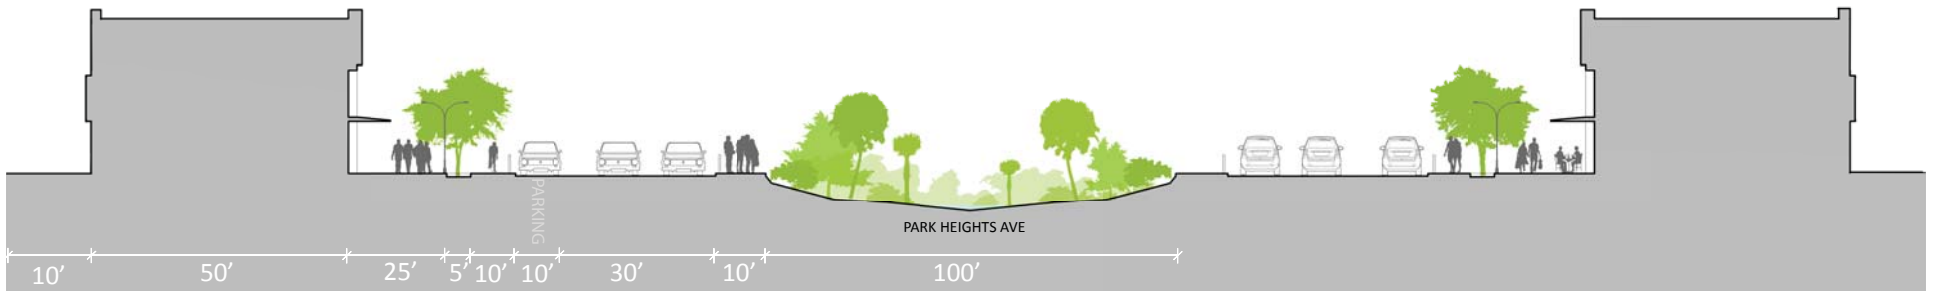 PARKING
PARK HEIGHTS AVE
10’ 50’ 25’ 5’ 10’ 10’ 30’ 10’ 100’